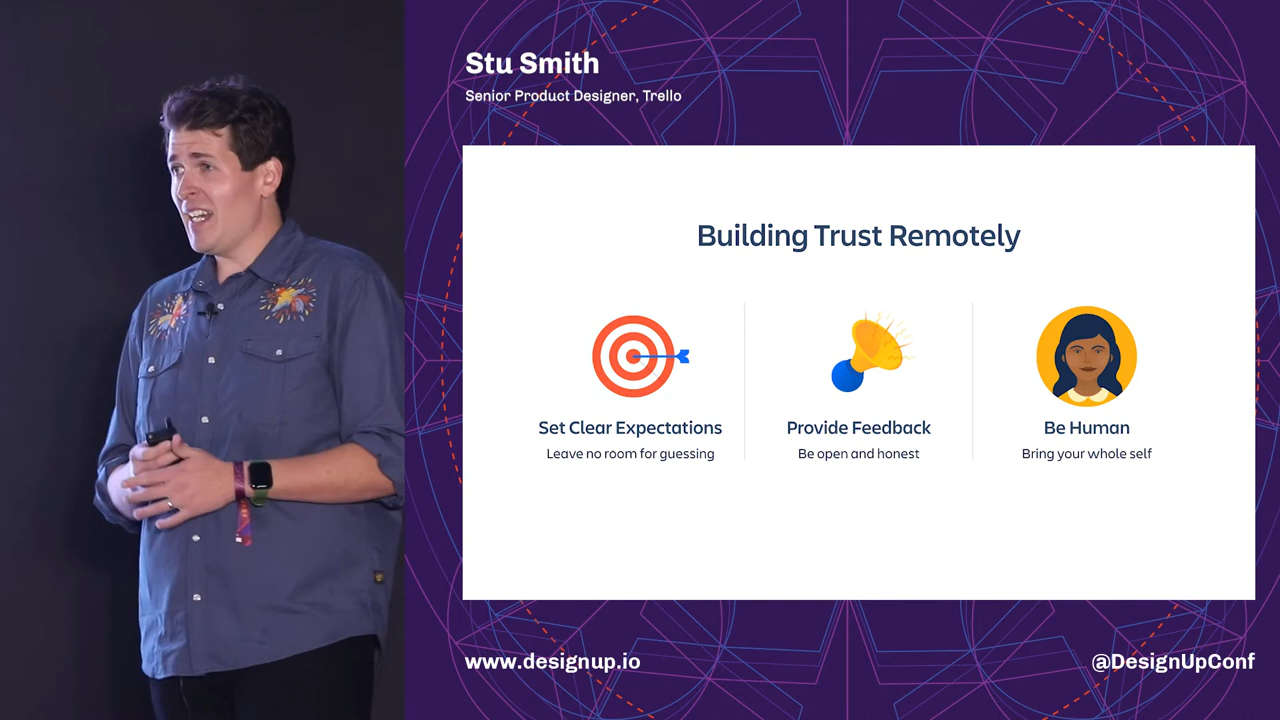 Stu Smith
Senior Product Designer, Trello
Building Trust Remotely
Set Clear Expectations
Leave no room for guessing
Provide Feedback
Be open and honest
Be Human
Bring your whole self
www.designup.io
@DesignUpConf